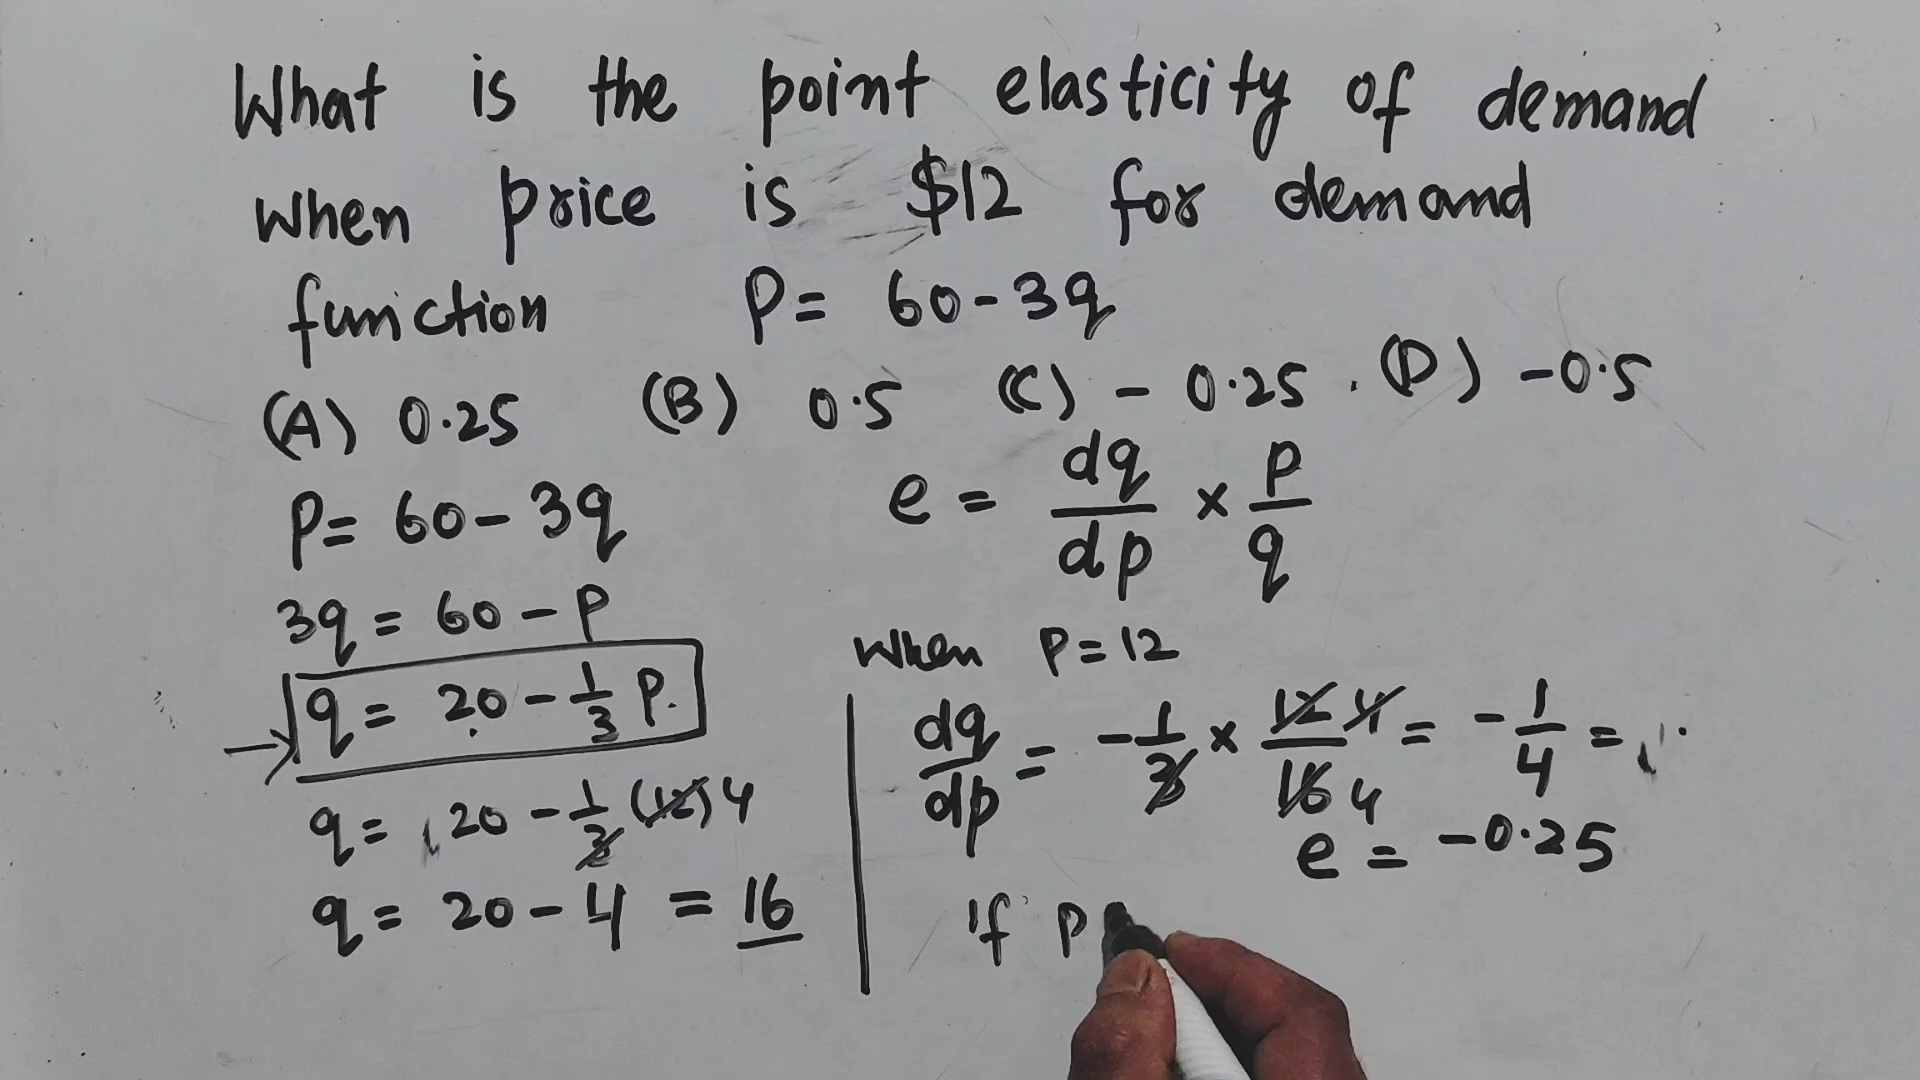 What is the point elasticity of demand
when price is $12 for demand
function P = 60 - 3q
(A) 0.25 (B) 0.5 (C) - 0.25 . (D) -0.5
P = 60 - 3q
3q = 60 - P
q = 20 - 1/3 P.
q = 20 - 1/3 (12) 4
q = 20 - 4 = 16
e = dq/dp × P/q
When P = 12
dq/dp = - 1/3 × 12 4/16 4 = - 1/4 =
e = -0.25
If P